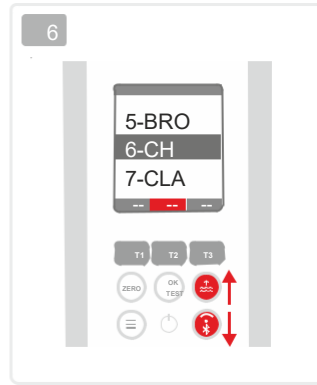 6
5-BRO
6-CH
7-CLA
-- -- --
T1 T2 T3
ZERO OK TEST